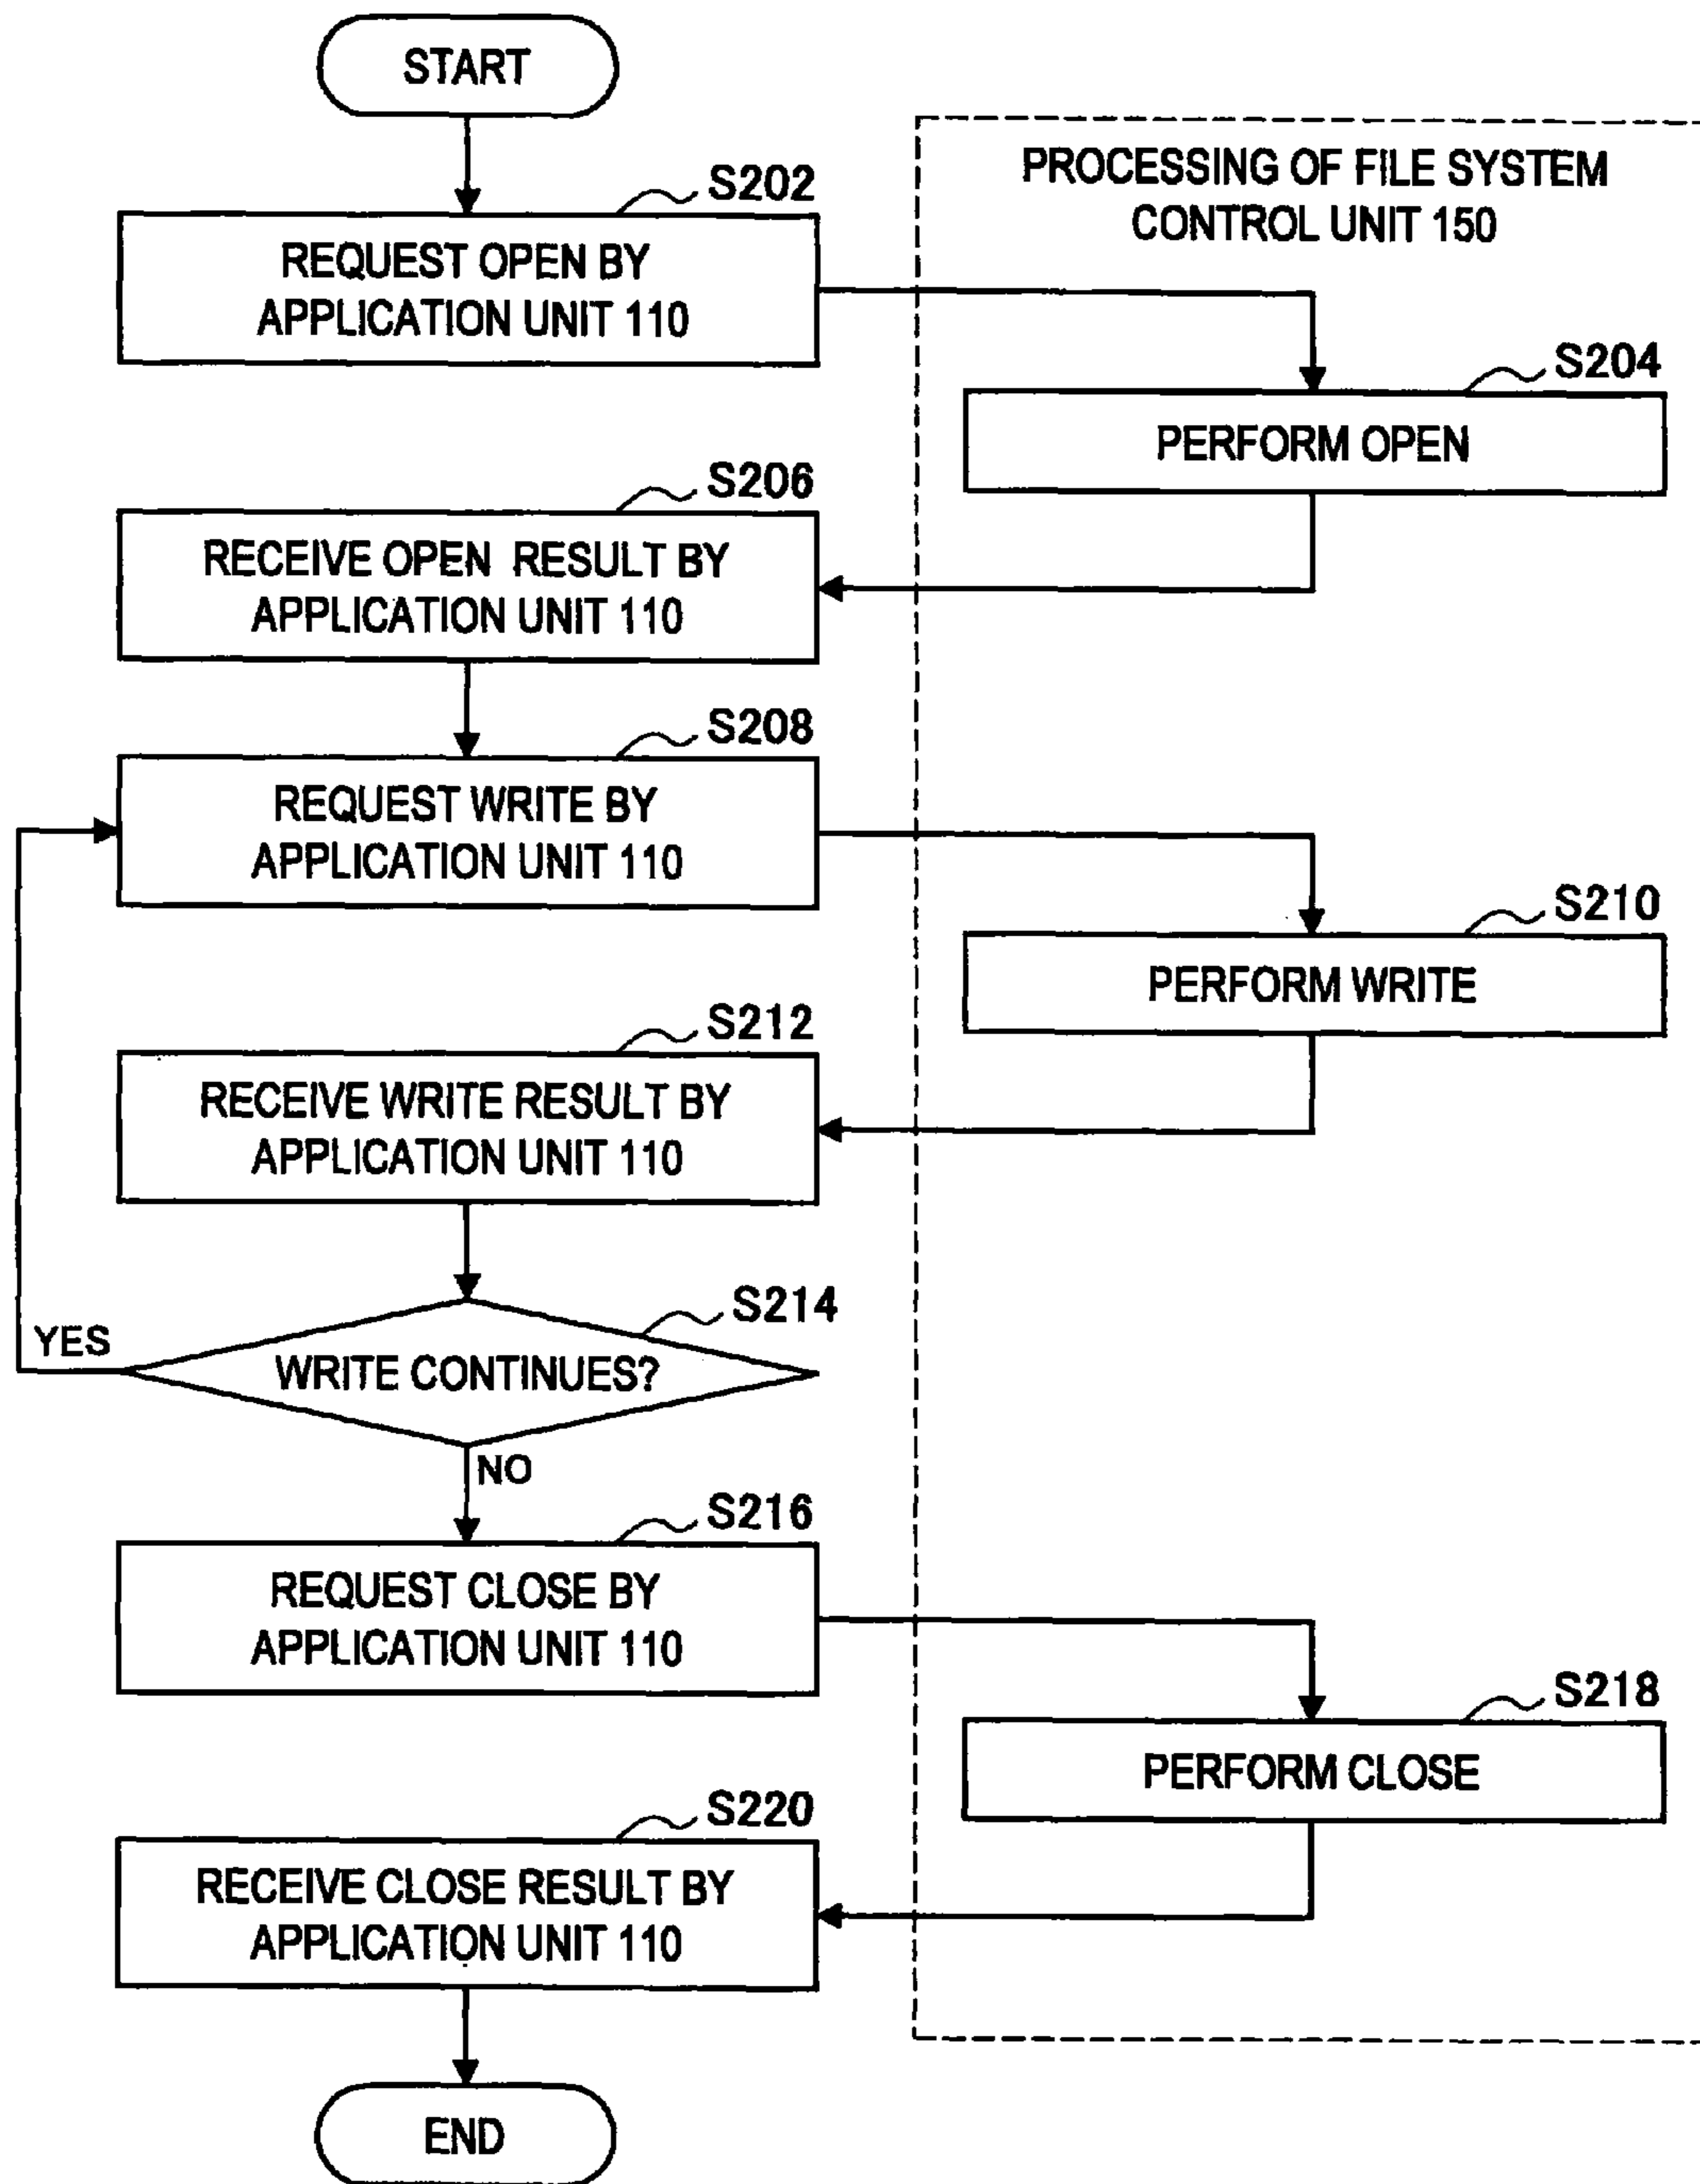 START
PROCESSING OF FILE SYSTEM
CONTROL UNIT 150
S202
REQUEST OPEN BY
APPLICATION UNIT 110
S204
PERFORM OPEN
S206
RECEIVE OPEN RESULT BY
APPLICATION UNIT 110
S208
REQUEST WRITE BY
APPLICATION UNIT 110
S210
PERFORM WRITE
S212
RECEIVE WRITE RESULT BY
APPLICATION UNIT 110
S214
YES
WRITE CONTINUES?
NO
S216
REQUEST CLOSE BY
APPLICATION UNIT 110
S218
PERFORM CLOSE
S220
RECEIVE CLOSE RESULT BY
APPLICATION UNIT 110
END